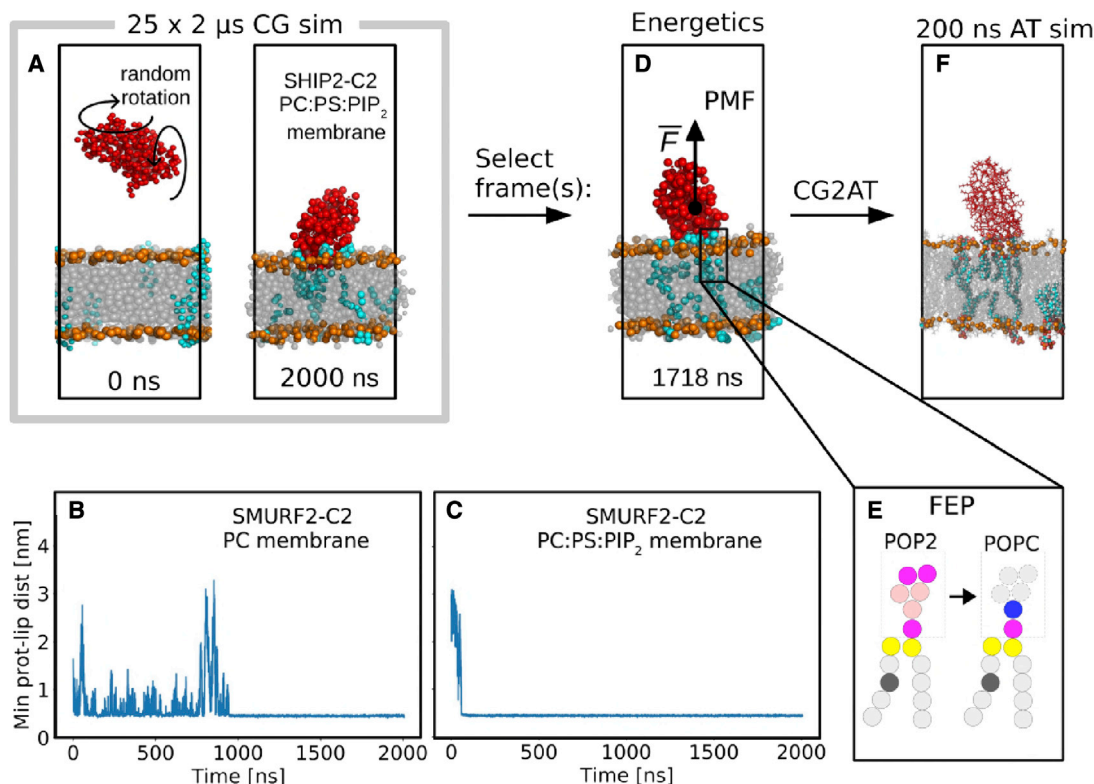 25 x 2 μs CG sim
A
random
rotation
0 ns
SHIP2-C2
PC:PS:PIP₂
membrane
2000 ns
Select
frame(s):
Energetics
D
PMF
F
1718 ns
CG2AT
200 ns AT sim
F
B
SMURF2-C2
PC membrane
Min prot-lip dist [nm]
4
3
2
1
0
0
500
1000
1500
2000
Time [ns]
C
SMURF2-C2
PC:PS:PIP₂ membrane
0
500
1000
1500
2000
Time [ns]
E
FEP
POP2
POPC